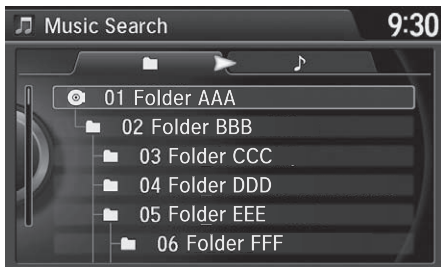 Music Search
9:30
01 Folder AAA
02 Folder BBB
03 Folder CCC
04 Folder DDD
05 Folder EEE
06 Folder FFF